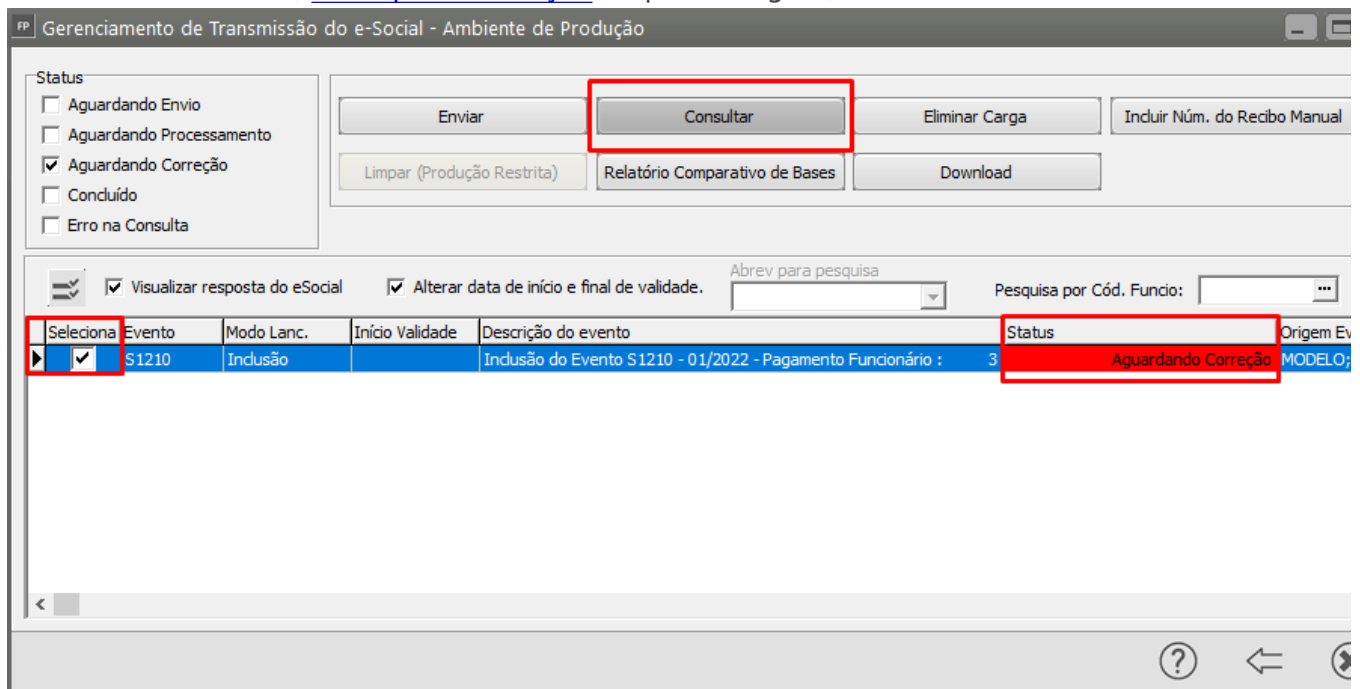 FP Gerenciamento de Transmissão do e-Social - Ambiente de Produção
Status
Aguardando Envio
Aguardando Processamento
Aguardando Correção
Concluído
Erro na Consulta
Enviar Consultar Eliminar Carga Incluir Núm. do Recibo Manual
Limpar (Produção Restrita) Relatório Comparativo de Bases Download
Abrev para pesquisa
Visualizar resposta do eSocial Alterar data de início e final de validade. Pesquisa por Cód. Funcio: ...
Seleciona Evento Modo Lanc. Início Validade Descrição do evento Status Origem Ev
S1210 Inclusão Inclusão do Evento S1210 - 01/2022 - Pagamento Funcionário : 3 Aguardando Correção MODELO;